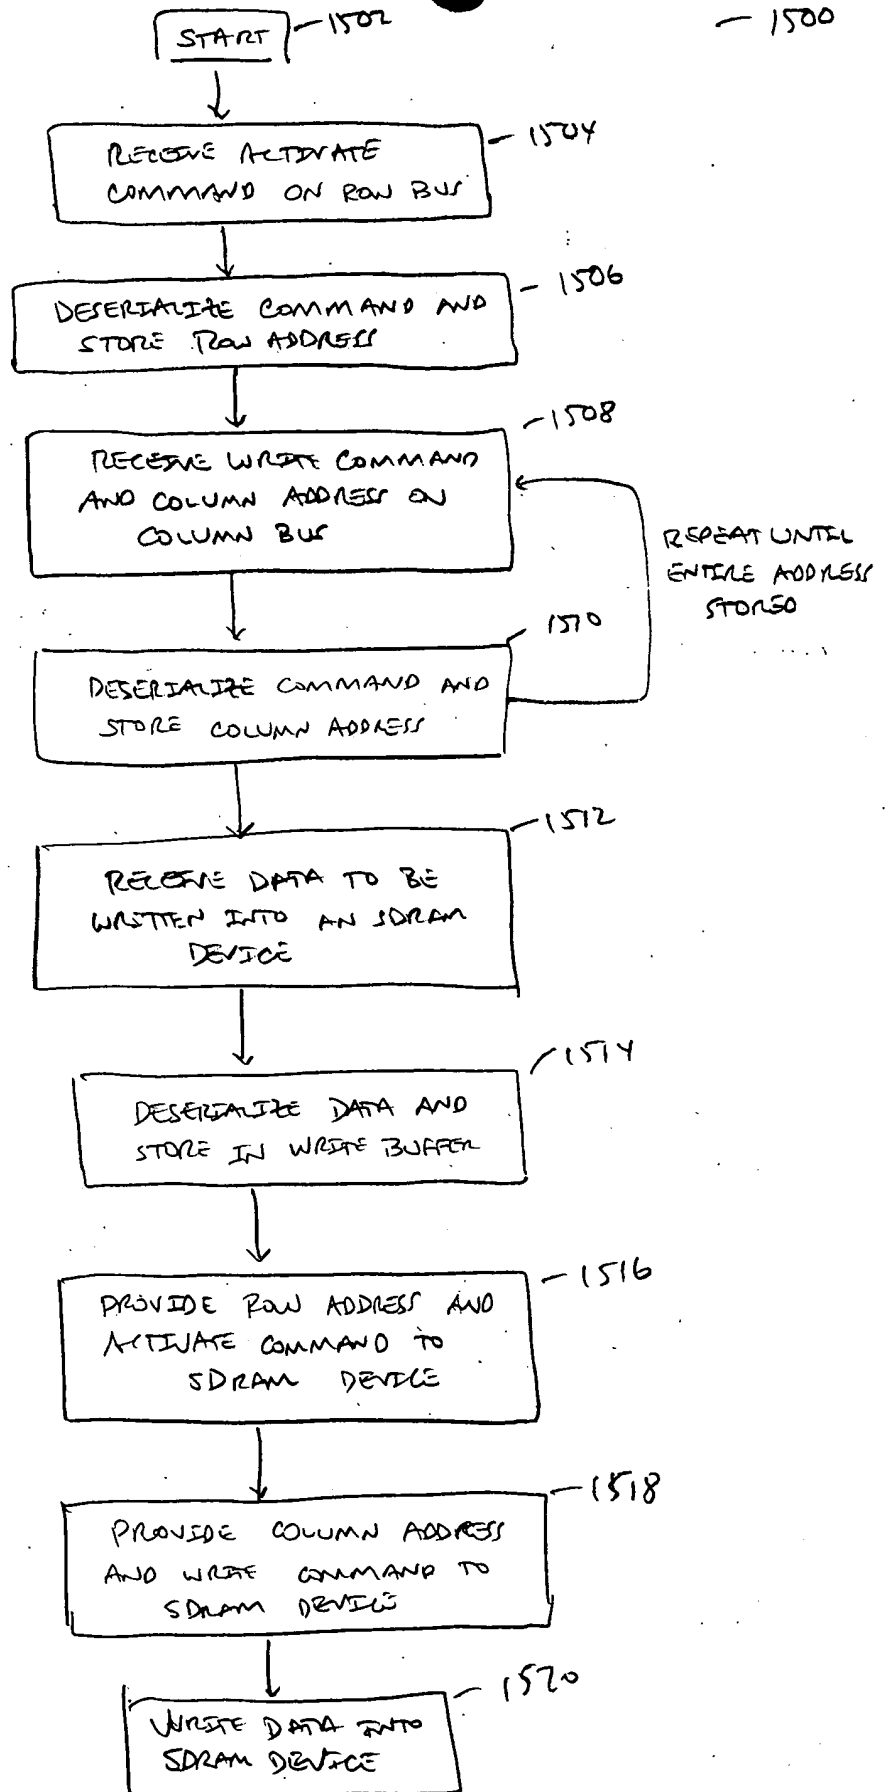 START
1502
1500
RECEIVE ACTIVATE
COMMAND ON ROW BUS
1504
DESERIALIZE COMMAND AND
STORE ROW ADDRESS
1506
RECEIVE WRITE COMMAND
AND COLUMN ADDRESS ON
COLUMN BUS
1508
REPEAT UNTIL
ENTIRE ADDRESS
STORED
DESERIALIZE COMMAND AND
STORE COLUMN ADDRESS
1510
RECEIVE DATA TO BE
WRITTEN INTO AN SDRAM
DEVICE
1512
DESERIALIZE DATA AND
STORE IN WRITE BUFFER
1514
PROVIDE ROW ADDRESS AND
ACTIVATE COMMAND TO
SDRAM DEVICE
1516
PROVIDE COLUMN ADDRESS
AND WRITE COMMAND TO
SDRAM DEVICE
1518
WRITE DATA INTO
SDRAM DEVICE
1520